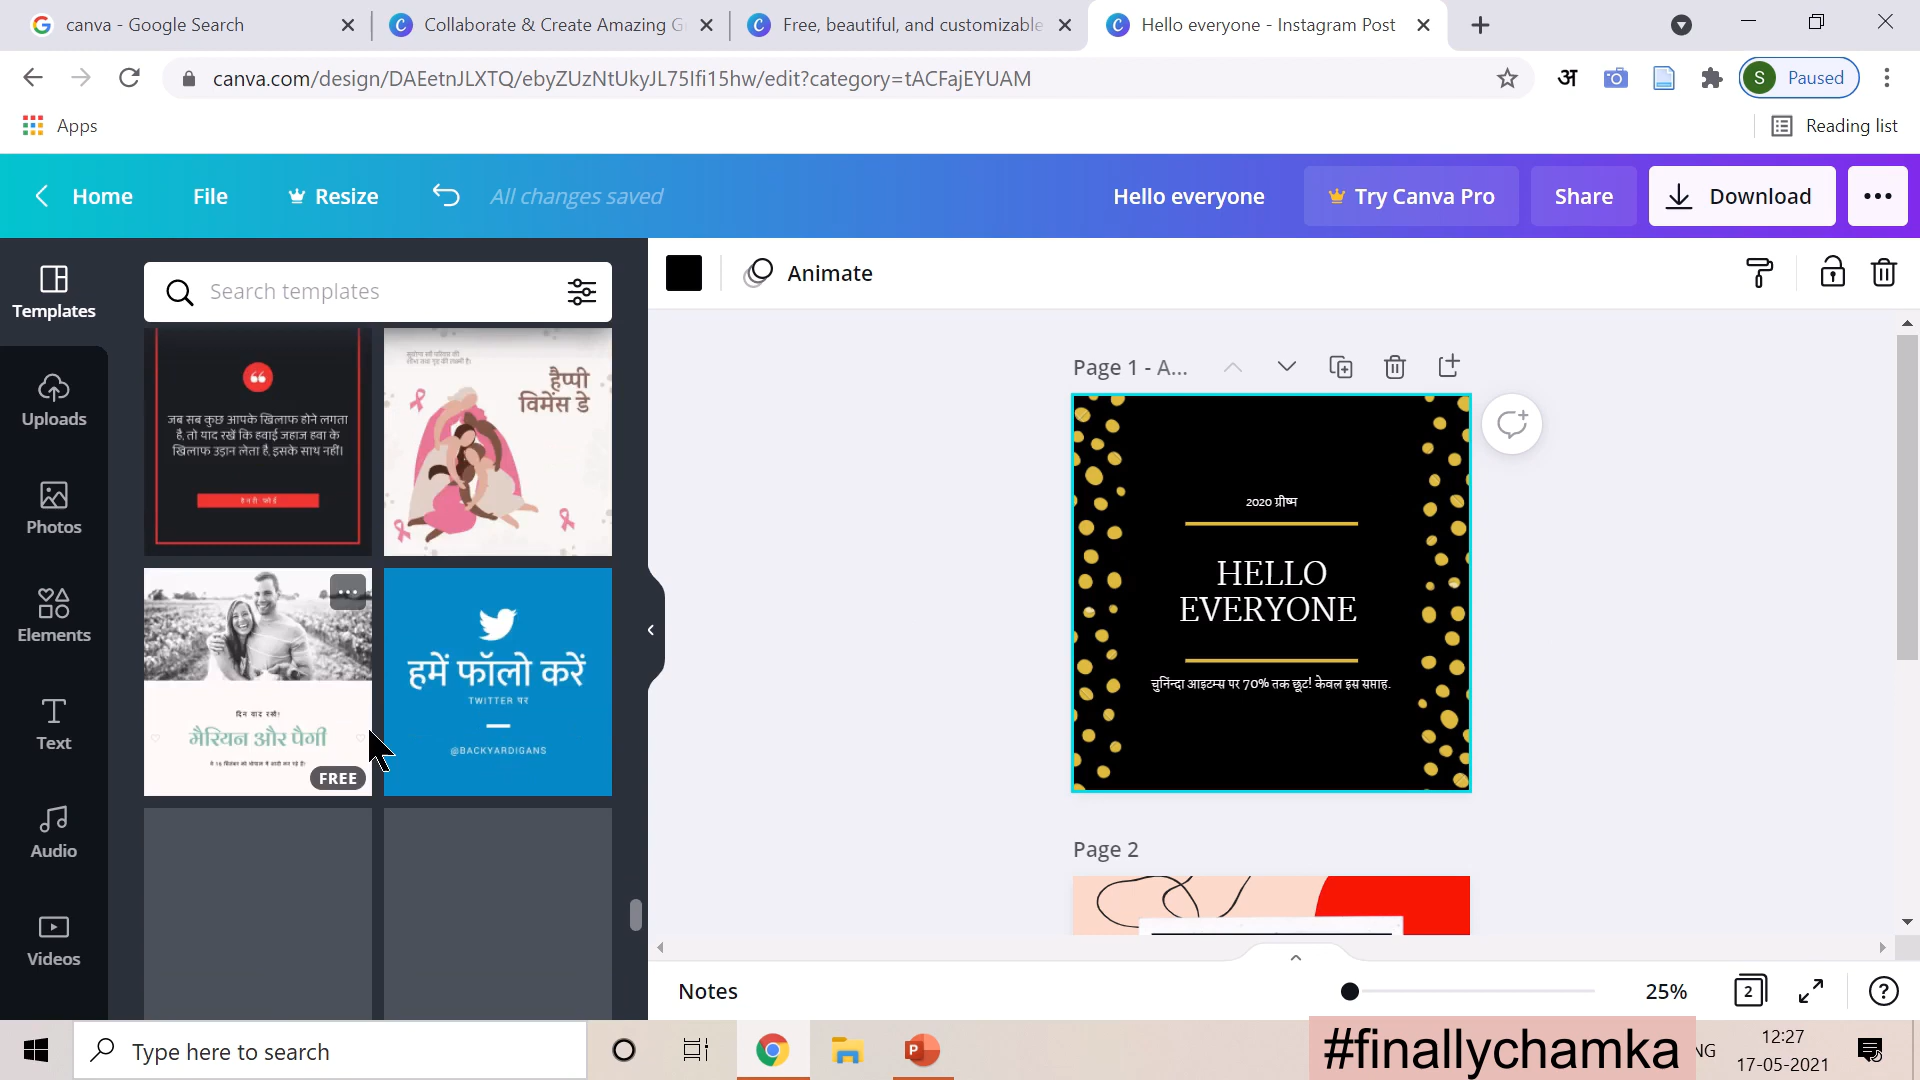 canva - Google Search
Collaborate & Create Amazing G
Free, beautiful, and customizable
Hello everyone - Instagram Post
canva.com/design/DAEetnJLXTQ/ebyZUzNtUkyJL75Ifi15hw/edit?category=tACFajEYUAM
अ
S
Paused
Apps
Reading list
Home
File
Resize
All changes saved
Hello everyone
Try Canva Pro
Share
Download
Templates
Search templates
Animate
Uploads
Photos
Elements
Text
Audio
Videos
जब सब कुछ आपके खिलाफ होने लगता
है, तो याद रखें कि हवाई जहाज हवा के
खिलाफ उड़ान लेता है, इसके साथ नहीं।
हेनरी फोर्ड
हैप्पी
विमेंस डे
दिन याद रखें!
मैरियन और पैगी
FREE
हमें फॉलो करें
TWITTER पर
@BACKYARDIGANS
Page 1 - A...
2020 ग्रीष्म
HELLO
EVERYONE
चुनिंन्दा आइटम्स पर 70% तक छूट! केवल इस सप्ताह.
Page 2
Notes
25%
2
Type here to search
#finallychamka
NG
12:27
17-05-2021